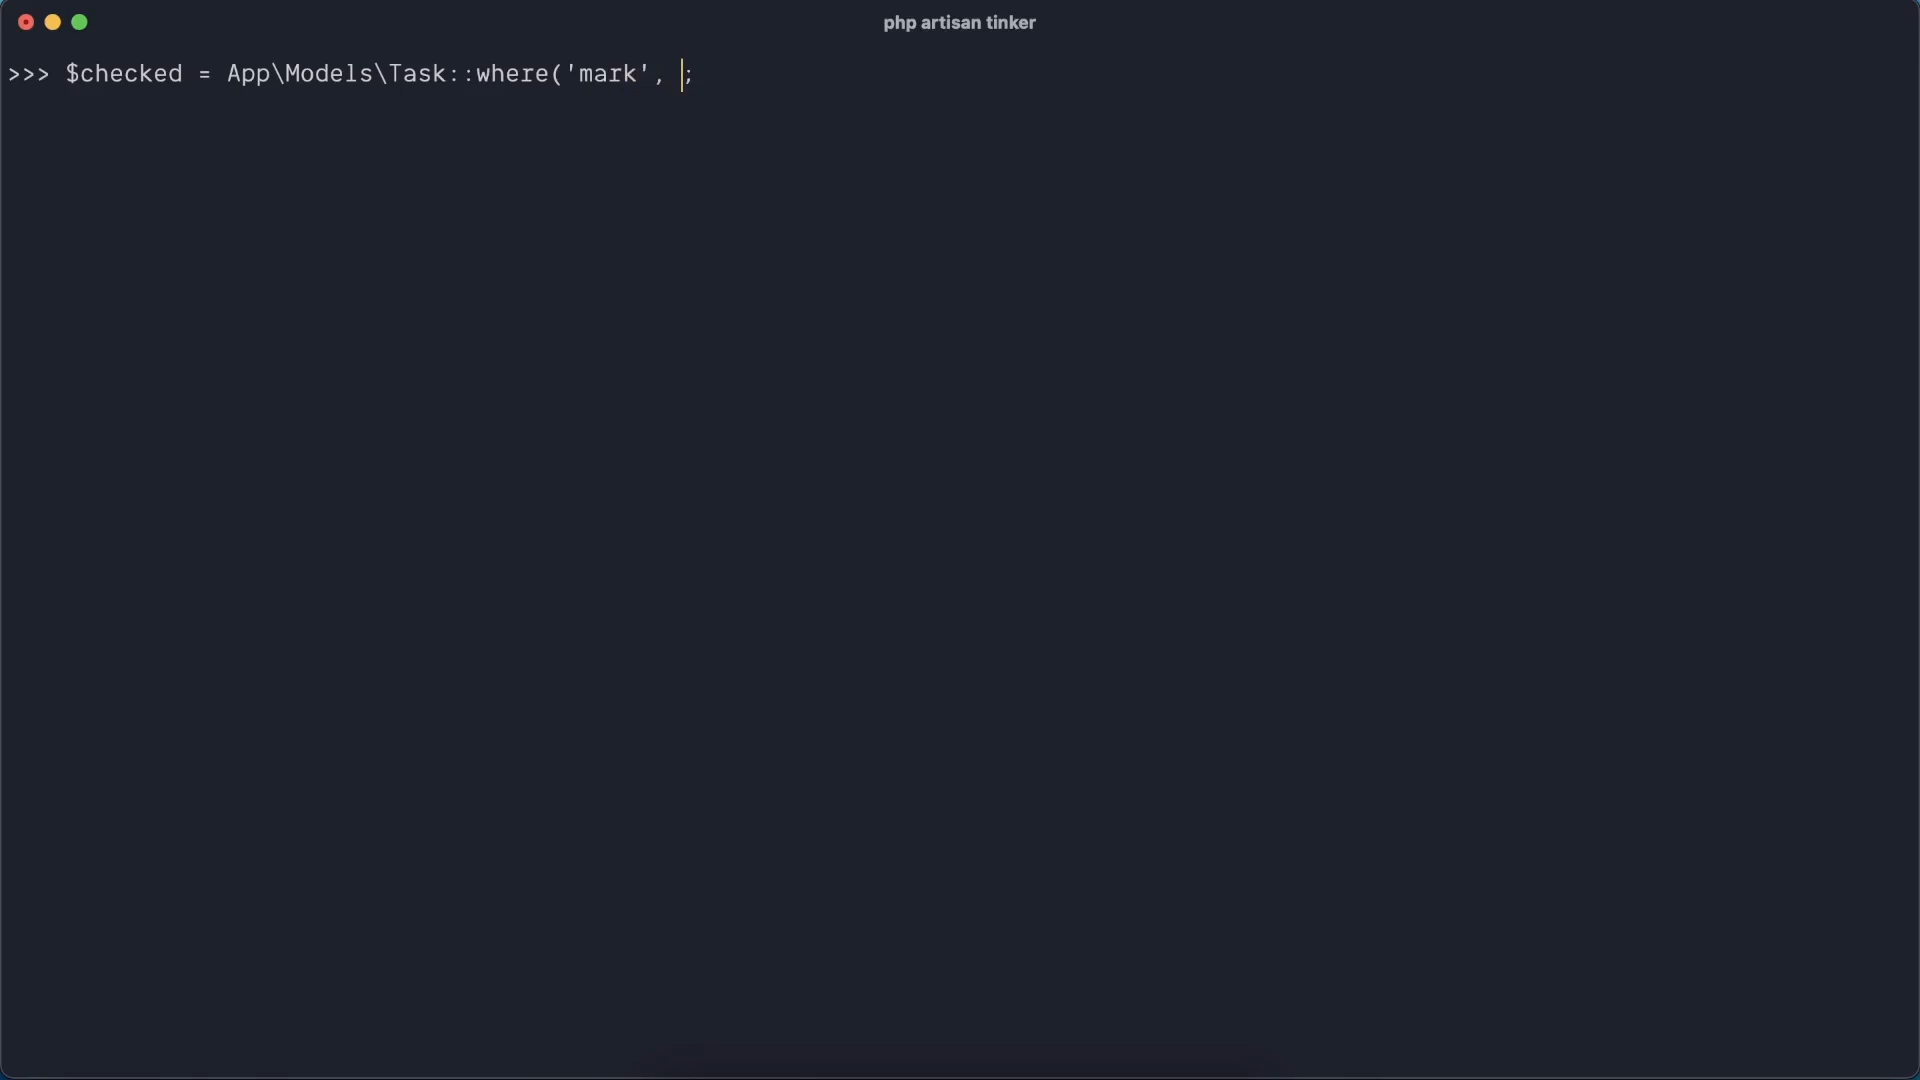 php artisan tinker
>>> $checked = App\Models\Task::where('mark', ;